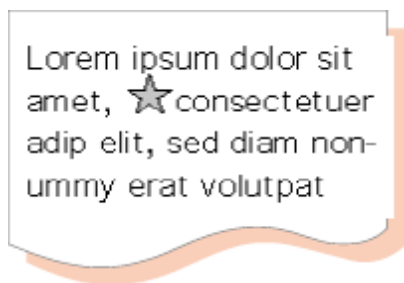 Lorem ipsum dolor sit
amet, consectetuer
adip elit, sed diam non-
ummy erat volutpat